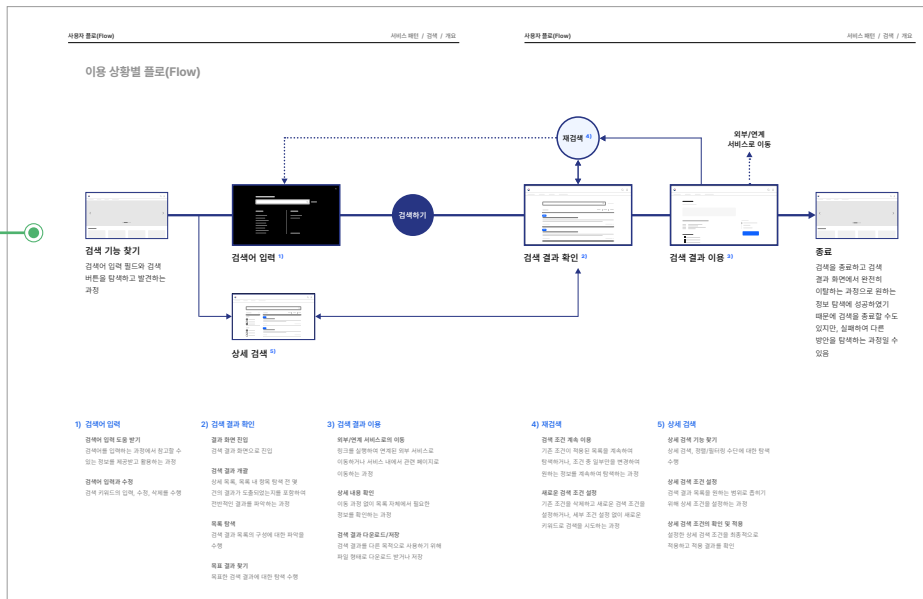 사용자 플로(Flow)
서비스 패턴 / 검색 / 개요
사용자 플로(Flow)
서비스 패턴 / 검색 / 개요
이용 상황별 플로(Flow)
재검색 4)
외부/연계
서비스로 이동
검색하기
검색 기능 찾기
검색어 입력 필드와 검색
버튼을 탐색하고 발견하는
과정
검색어 입력 1)
검색 결과 확인 2)
검색 결과 이용 3)
종료
검색을 종료하고 검색
결과 화면에서 완전히
이탈하는 과정으로 원하는
정보 탐색에 성공하였기
때문에 검색을 종료할 수도
있지만, 실패하여 다른
방안을 탐색하는 과정일 수
있음
상세 검색 5)
1) 검색어 입력
검색어 입력 도움 받기
검색어를 입력하는 과정에서 참고할 수
있는 정보를 제공받고 활용하는 과정
검색어 입력과 수정
검색 키워드의 입력, 수정, 삭제를 수행
2) 검색 결과 확인
결과 화면 진입
검색 결과 화면으로 진입
검색 결과 개괄
상세 목록, 목록 내 항목 탐색 전 몇
건의 결과가 도출되었는지를 포함하여
전반적인 결과를 파악하는 과정
목록 탐색
검색 결과 목록의 구성에 대한 파악을
수행
목표 결과 찾기
목표한 검색 결과에 대한 탐색 수행
3) 검색 결과 이용
외부/연계 서비스로의 이동
링크를 실행하여 연계된 외부 서비스로
이동하거나 서비스 내에서 관련 페이지로
이동하는 과정
상세 내용 확인
이동 과정 없이 목록 자체에서 필요한
정보를 확인하는 과정
검색 결과 다운로드/저장
검색 결과를 다른 목적으로 사용하기 위해
파일 형태로 다운로드 받거나 저장
4) 재검색
검색 조건 계속 이용
기존 조건이 적용된 목록을 계속하여
탐색하거나, 조건 중 일부만을 변경하여
원하는 정보를 계속하여 탐색하는 과정
새로운 검색 조건 설정
기존 조건을 삭제하고 새로운 검색 조건을
설정하거나, 세부 조건 설정 없이 새로운
키워드로 검색을 시도하는 과정
5) 상세 검색
상세 검색 기능 찾기
상세 검색, 정렬/필터링 수단에 대한 탐색
수행
상세 검색 조건 설정
검색 결과 목록을 원하는 범위로 좁히기
위해 상세 조건을 설정하는 과정
상세 검색 조건의 확인 및 적용
설정한 상세 검색 조건을 최종적으로
적용하고 적용 결과를 확인